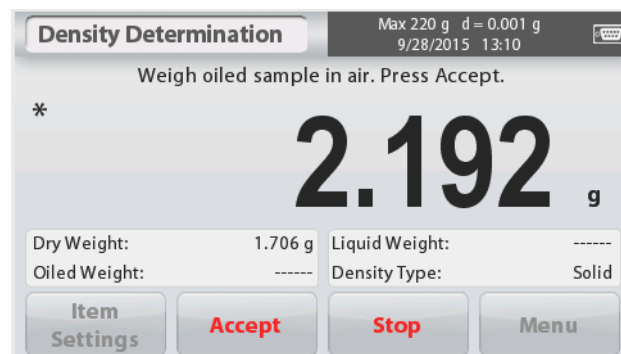 Density Determination
Max 220 g d = 0.001 g
9/28/2015 13:10
Weigh oiled sample in air. Press Accept.
*
2.192 g
Dry Weight: 1.706 g Liquid Weight: ------
Oiled Weight: ------ Density Type: Solid
Item Settings Accept Stop Menu